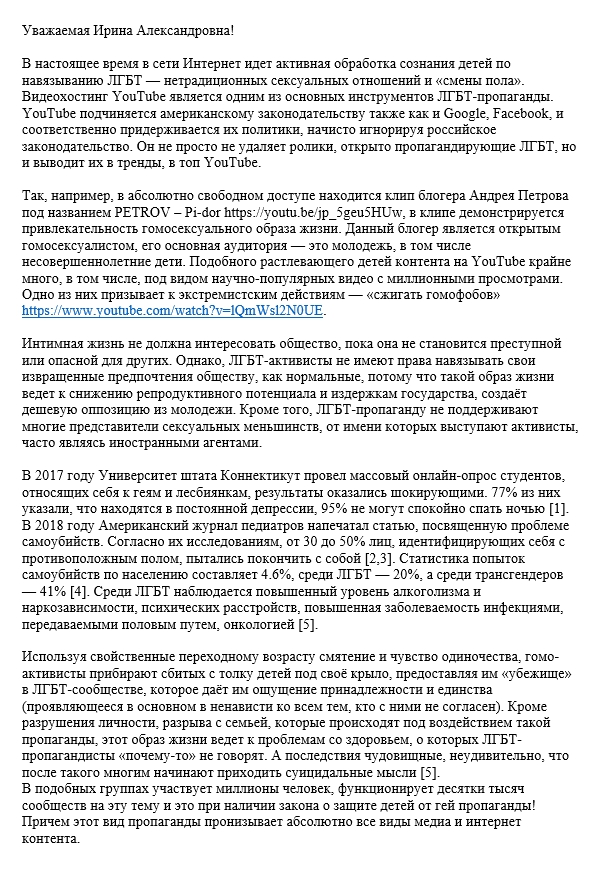 Уважаемая Ирина Александровна!
В настоящее время в сети Интернет идет активная обработка сознания детей по
навязыванию ЛГБТ — нетрадиционных сексуальных отношений и «смены пола».
Видеохостинг YouTube является одним из основных инструментов ЛГБТ-пропаганды.
YouTube подчиняется американскому законодательству также как и Google, Facebook, и
соответственно придерживается их политики, начисто игнорируя российское
законодательство. Он не просто не удаляет ролики, открыто пропагандирующие ЛГБТ, но
и выводит их в тренды, в топ YouTube.
Так, например, в абсолютно свободном доступе находится клип блогера Андрея Петрова
под названием PETROV – Pi-dor https://youtu.be/jp_5geu5HUw, в клипе демонстрируется
привлекательность гомосексуального образа жизни. Данный блогер является открытым
гомосексуалистом, его основная аудитория — это молодежь, в том числе
несовершеннолетние дети. Подобного растлевающего детей контента на YouTube крайне
много, в том числе, под видом научно-популярных видео с миллионными просмотрами.
Одно из них призывает к экстремистским действиям — «сжигать гомофобов»
https://www.youtube.com/watch?v=lQmWsl2N0UE.
Интимная жизнь не должна интересовать общество, пока она не становится преступной
или опасной для других. Однако, ЛГБТ-активисты не имеют права навязывать свои
извращенные предпочтения обществу, как нормальные, потому что такой образ жизни
ведет к снижению репродуктивного потенциала и издержкам государства, создаёт
дешевую оппозицию из молодежи. Кроме того, ЛГБТ-пропаганду не поддерживают
многие представители сексуальных меньшинств, от имени которых выступают активисты,
часто являясь иностранными агентами.
В 2017 году Университет штата Коннектикут провел массовый онлайн-опрос студентов,
относящих себя к геям и лесбиянкам, результаты оказались шокирующими. 77% из них
указали, что находятся в постоянной депрессии, 95% не могут спокойно спать ночью [1].
В 2018 году Американский журнал педиатров напечатал статью, посвященную проблеме
самоубийств. Согласно их исследованиям, от 30 до 50% лиц, идентифицирующих себя с
противоположным полом, пытались покончить с собой [2,3]. Статистика попыток
самоубийств по населению составляет 4.6%, среди ЛГБТ — 20%, а среди трансгендеров
— 41% [4]. Среди ЛГБТ наблюдается повышенный уровень алкоголизма и
наркозависимости, психических расстройств, повышенная заболеваемость инфекциями,
передаваемыми половым путем, онкологией [5].
Используя свойственные переходному возрасту смятение и чувство одиночества, гомо-
активисты прибирают сбитых с толку детей под своё крыло, предоставляя им «убежище»
в ЛГБТ-сообществе, которое даёт им ощущение принадлежности и единства
(проявляющееся в основном в ненависти ко всем тем, кто с ними не согласен). Кроме
разрушения личности, разрыва с семьей, которые происходят под воздействием такой
пропаганды, этот образ жизни ведет к проблемам со здоровьем, о которых ЛГБТ-
пропагандисты «почему-то» не говорят. А последствия чудовищные, неудивительно, что
после такого многим начинают приходить суицидальные мысли [5].
В подобных группах участвует миллионы человек, функционирует десятки тысяч
сообществ на эту тему и это при наличии закона о защите детей от гей пропаганды!
Причем этот вид пропаганды пронизывает абсолютно все виды медиа и интернет
контента.